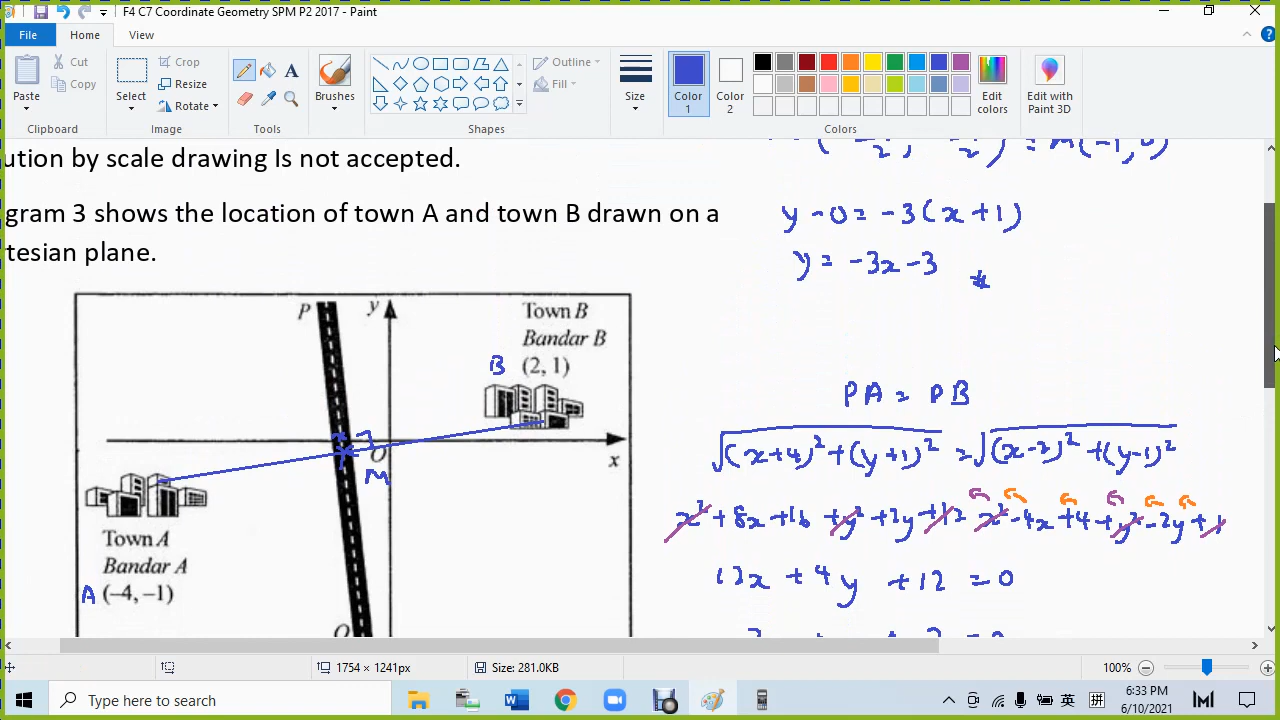 F4 C7 Coordinate Geometry SPM P2 2017 - Paint
File Home View
Paste
Cut
Copy
Clipboard
Select
Crop
Resize
Rotate
Image
A
Tools
Brushes
Outline
Fill
Shapes
Size
Color 1
Color 2
Edit colors
Edit with Paint 3D
Colors
ution by scale drawing Is not accepted.
gram 3 shows the location of town A and town B drawn on a
tesian plane.
P
y
Town B
Bandar B
B (2, 1)
O
x
M
Town A
Bandar A
A (–4, –1)
y - 0 = -3(x + 1)
y = -3x - 3
PA = PB
√(x+4)² + (y+1)² = √(x-2)² + (y-1)²
x² + 8x + 16 + y² + 2y + 1 = x² - 4x + 4 + y² - 2y + 1
12x + 4y + 12 = 0
1754 × 1241px
Size: 281.0KB
100%
Type here to search
英
拼
6:33 PM
6/10/2021